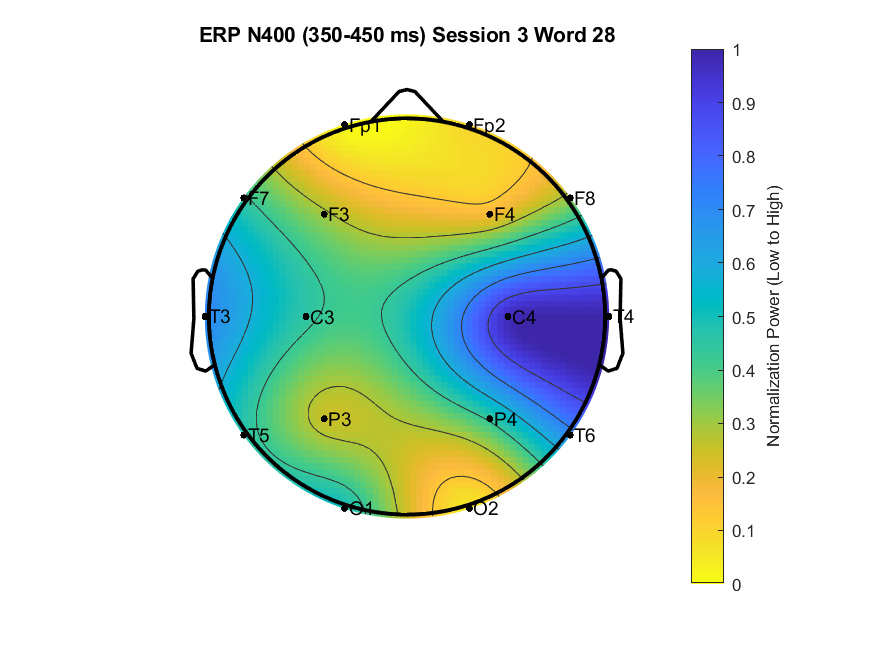 ERP N400 (350-450 ms) Session 3 Word 28
Fp1
Fp2
F7
F3
F4
F8
T3
C3
C4
T4
T5
P3
P4
T6
O1
O2
1
0.9
0.8
0.7
0.6
0.5
0.4
0.3
0.2
0.1
0
Normalization Power (Low to High)